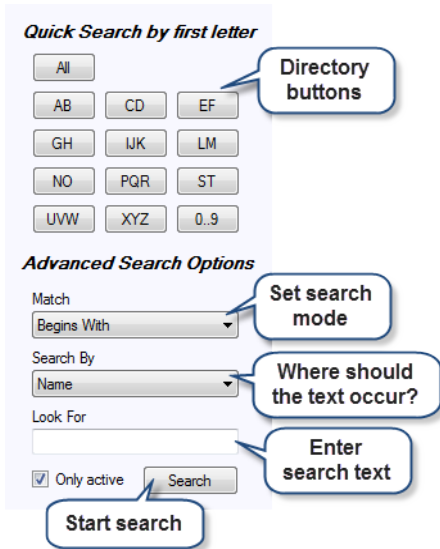 Quick Search by first letter
All
Directory
buttons
AB CD EF
GH IJK LM
NO PQR ST
UVW XYZ 0..9
Advanced Search Options
Match
Begins With
Set search
mode
Search By
Name
Where should
the text occur?
Look For
Enter
search text
Only active Search
Start search